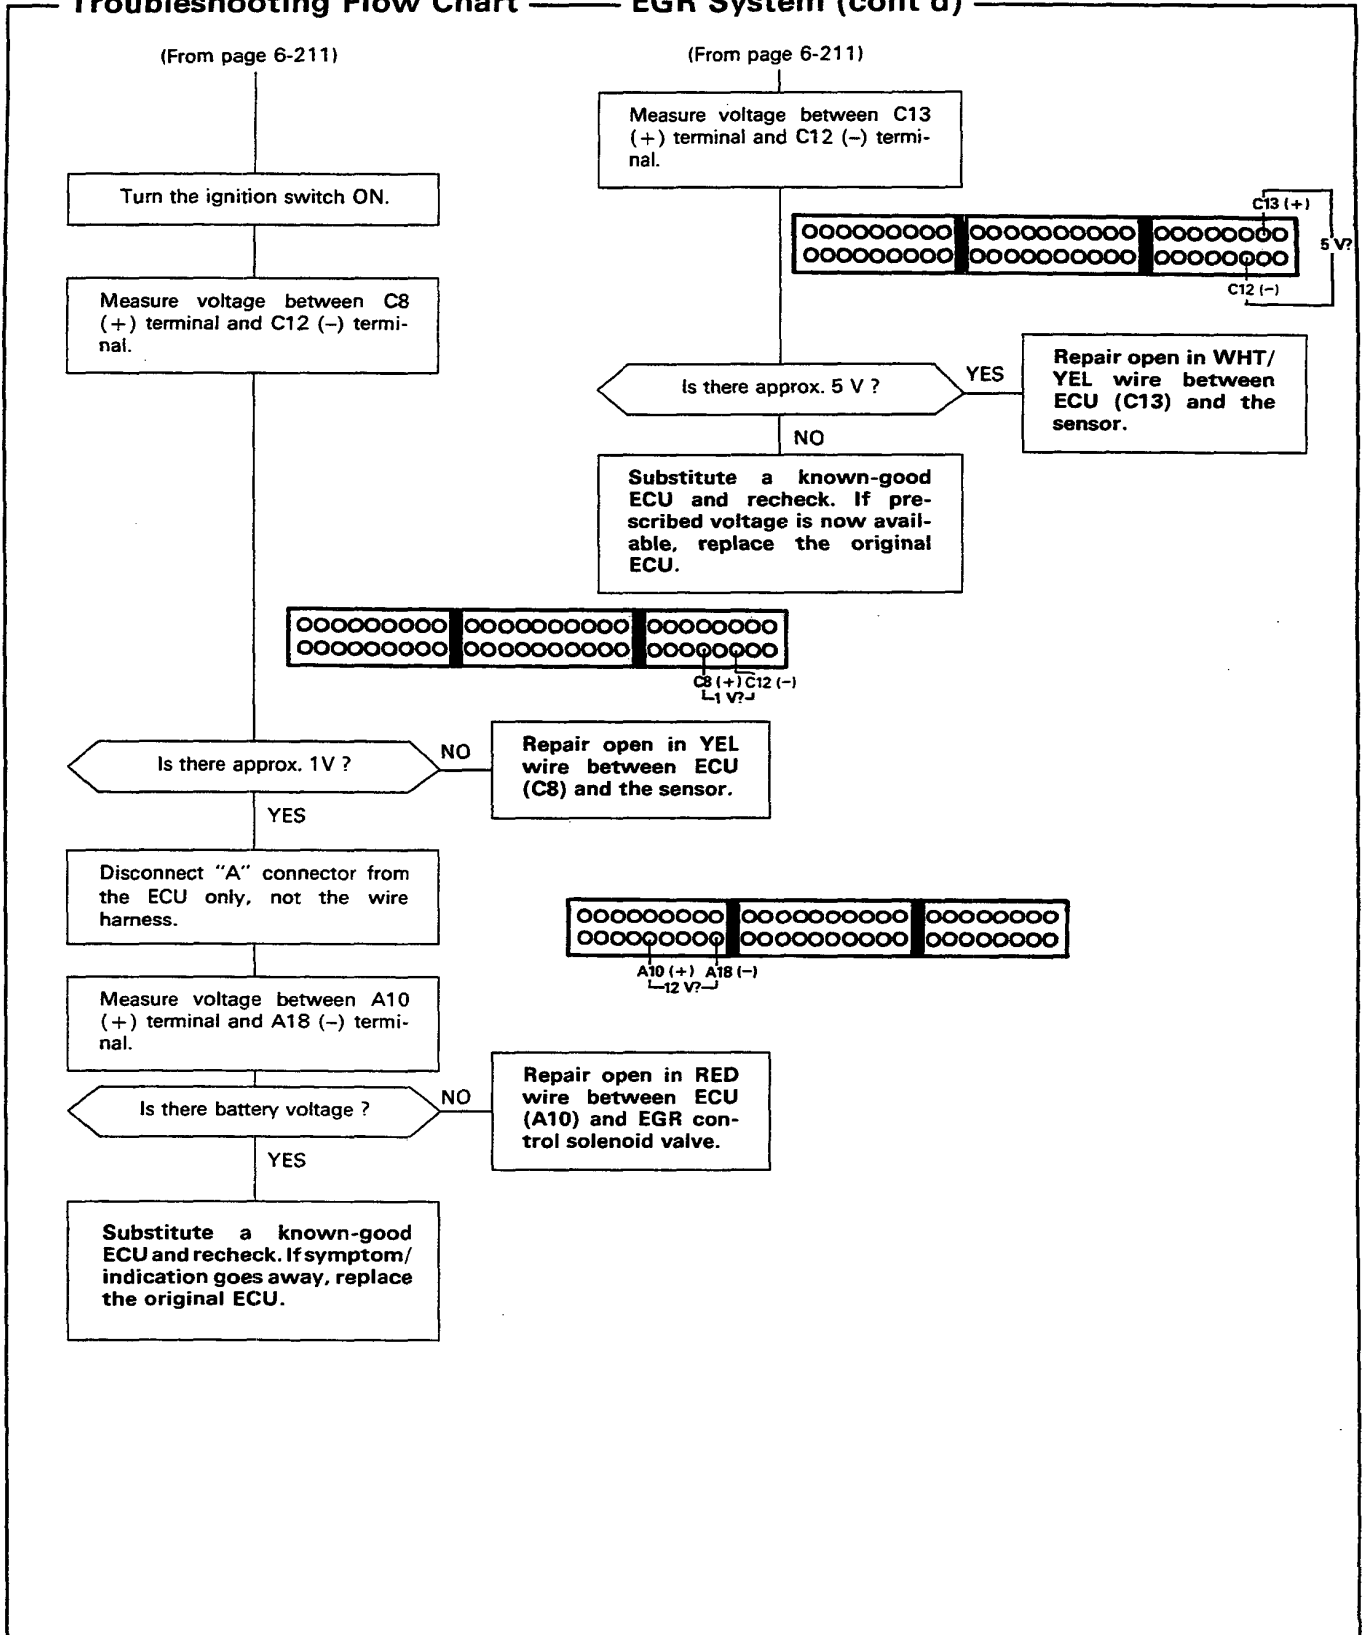 Troubleshooting Flow Chart — EGR System (cont'd)
(From page 6-211)
Turn the ignition switch ON.
Measure voltage between C8
(+) terminal and C12 (–) termi-
nal.
C8 (+) C12 (–)
1 V?
Is there approx. 1V ?
NO
Repair open in YEL
wire between ECU
(C8) and the sensor.
YES
Disconnect "A" connector from
the ECU only, not the wire
harness.
Measure voltage between A10
(+) terminal and A18 (–) termi-
nal.
A10 (+) A18 (–)
12 V?
Is there battery voltage ?
NO
Repair open in RED
wire between ECU
(A10) and EGR con-
trol solenoid valve.
YES
Substitute a known-good
ECU and recheck. If symptom/
indication goes away, replace
the original ECU.
(From page 6-211)
Measure voltage between C13
(+) terminal and C12 (–) termi-
nal.
C13 (+)
5 V?
C12 (–)
Is there approx. 5 V ?
YES
Repair open in WHT/
YEL wire between
ECU (C13) and the
sensor.
NO
Substitute a known-good
ECU and recheck. If pre-
scribed voltage is now avail-
able, replace the original
ECU.